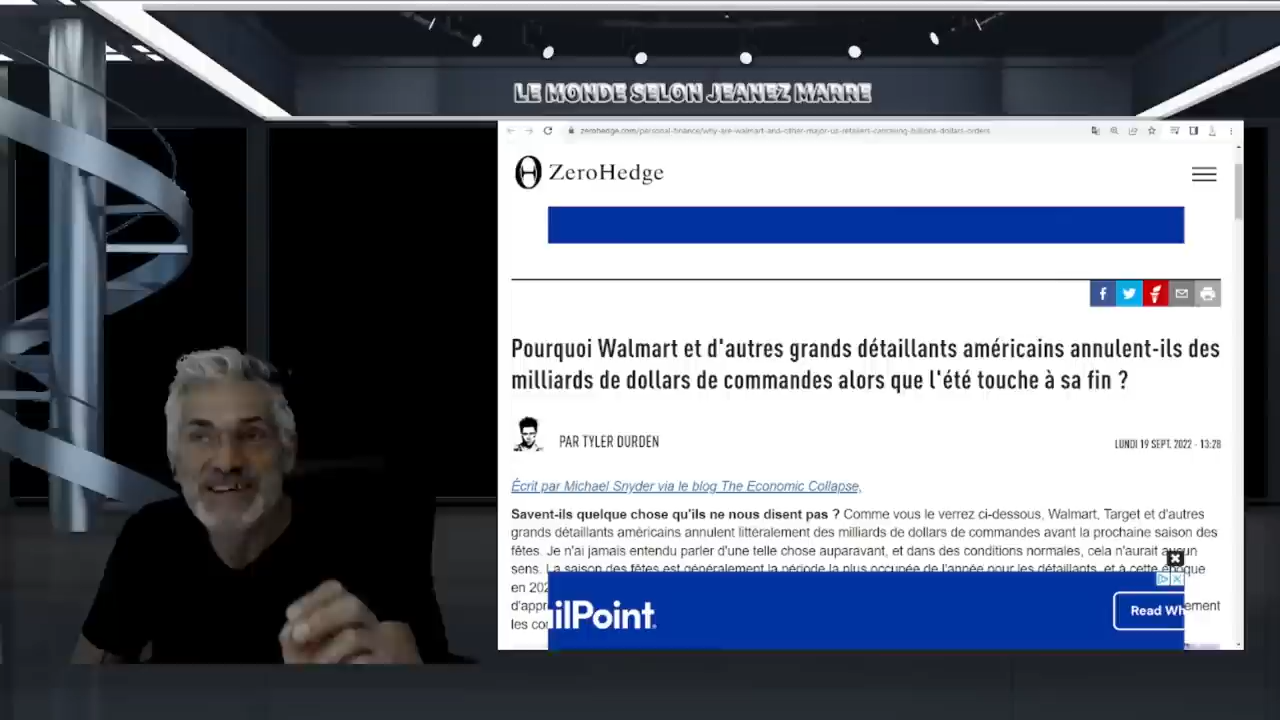 LE MONDE SELON JEANEZ MARRE
zerohedge.com/personal-finance/why-are-walmart-and-other-major-us-retailers-canceling-billions-dollars-orders
ZeroHedge
Pourquoi Walmart et d'autres grands détaillants américains annulent-ils des
milliards de dollars de commandes alors que l'été touche à sa fin ?
PAR TYLER DURDEN
LUNDI 19 SEPT. 2022 - 13:28
Écrit par Michael Snyder via le blog The Economic Collapse,
Savent-ils quelque chose qu'ils ne nous disent pas ? Comme vous le verrez ci-dessous, Walmart, Target et d'autres
grands détaillants américains annulent littéralement des milliards de dollars de commandes avant la prochaine saison des
fêtes. Je n'ai jamais entendu parler d'une telle chose auparavant, et dans des conditions normales, cela n'aurait aucun
sens. La saison des fêtes est généralement la période la plus occupée de l'année pour les détaillants, et à cette époque
en 202
d'appr
ement
les co
ilPoint.
Read Wh